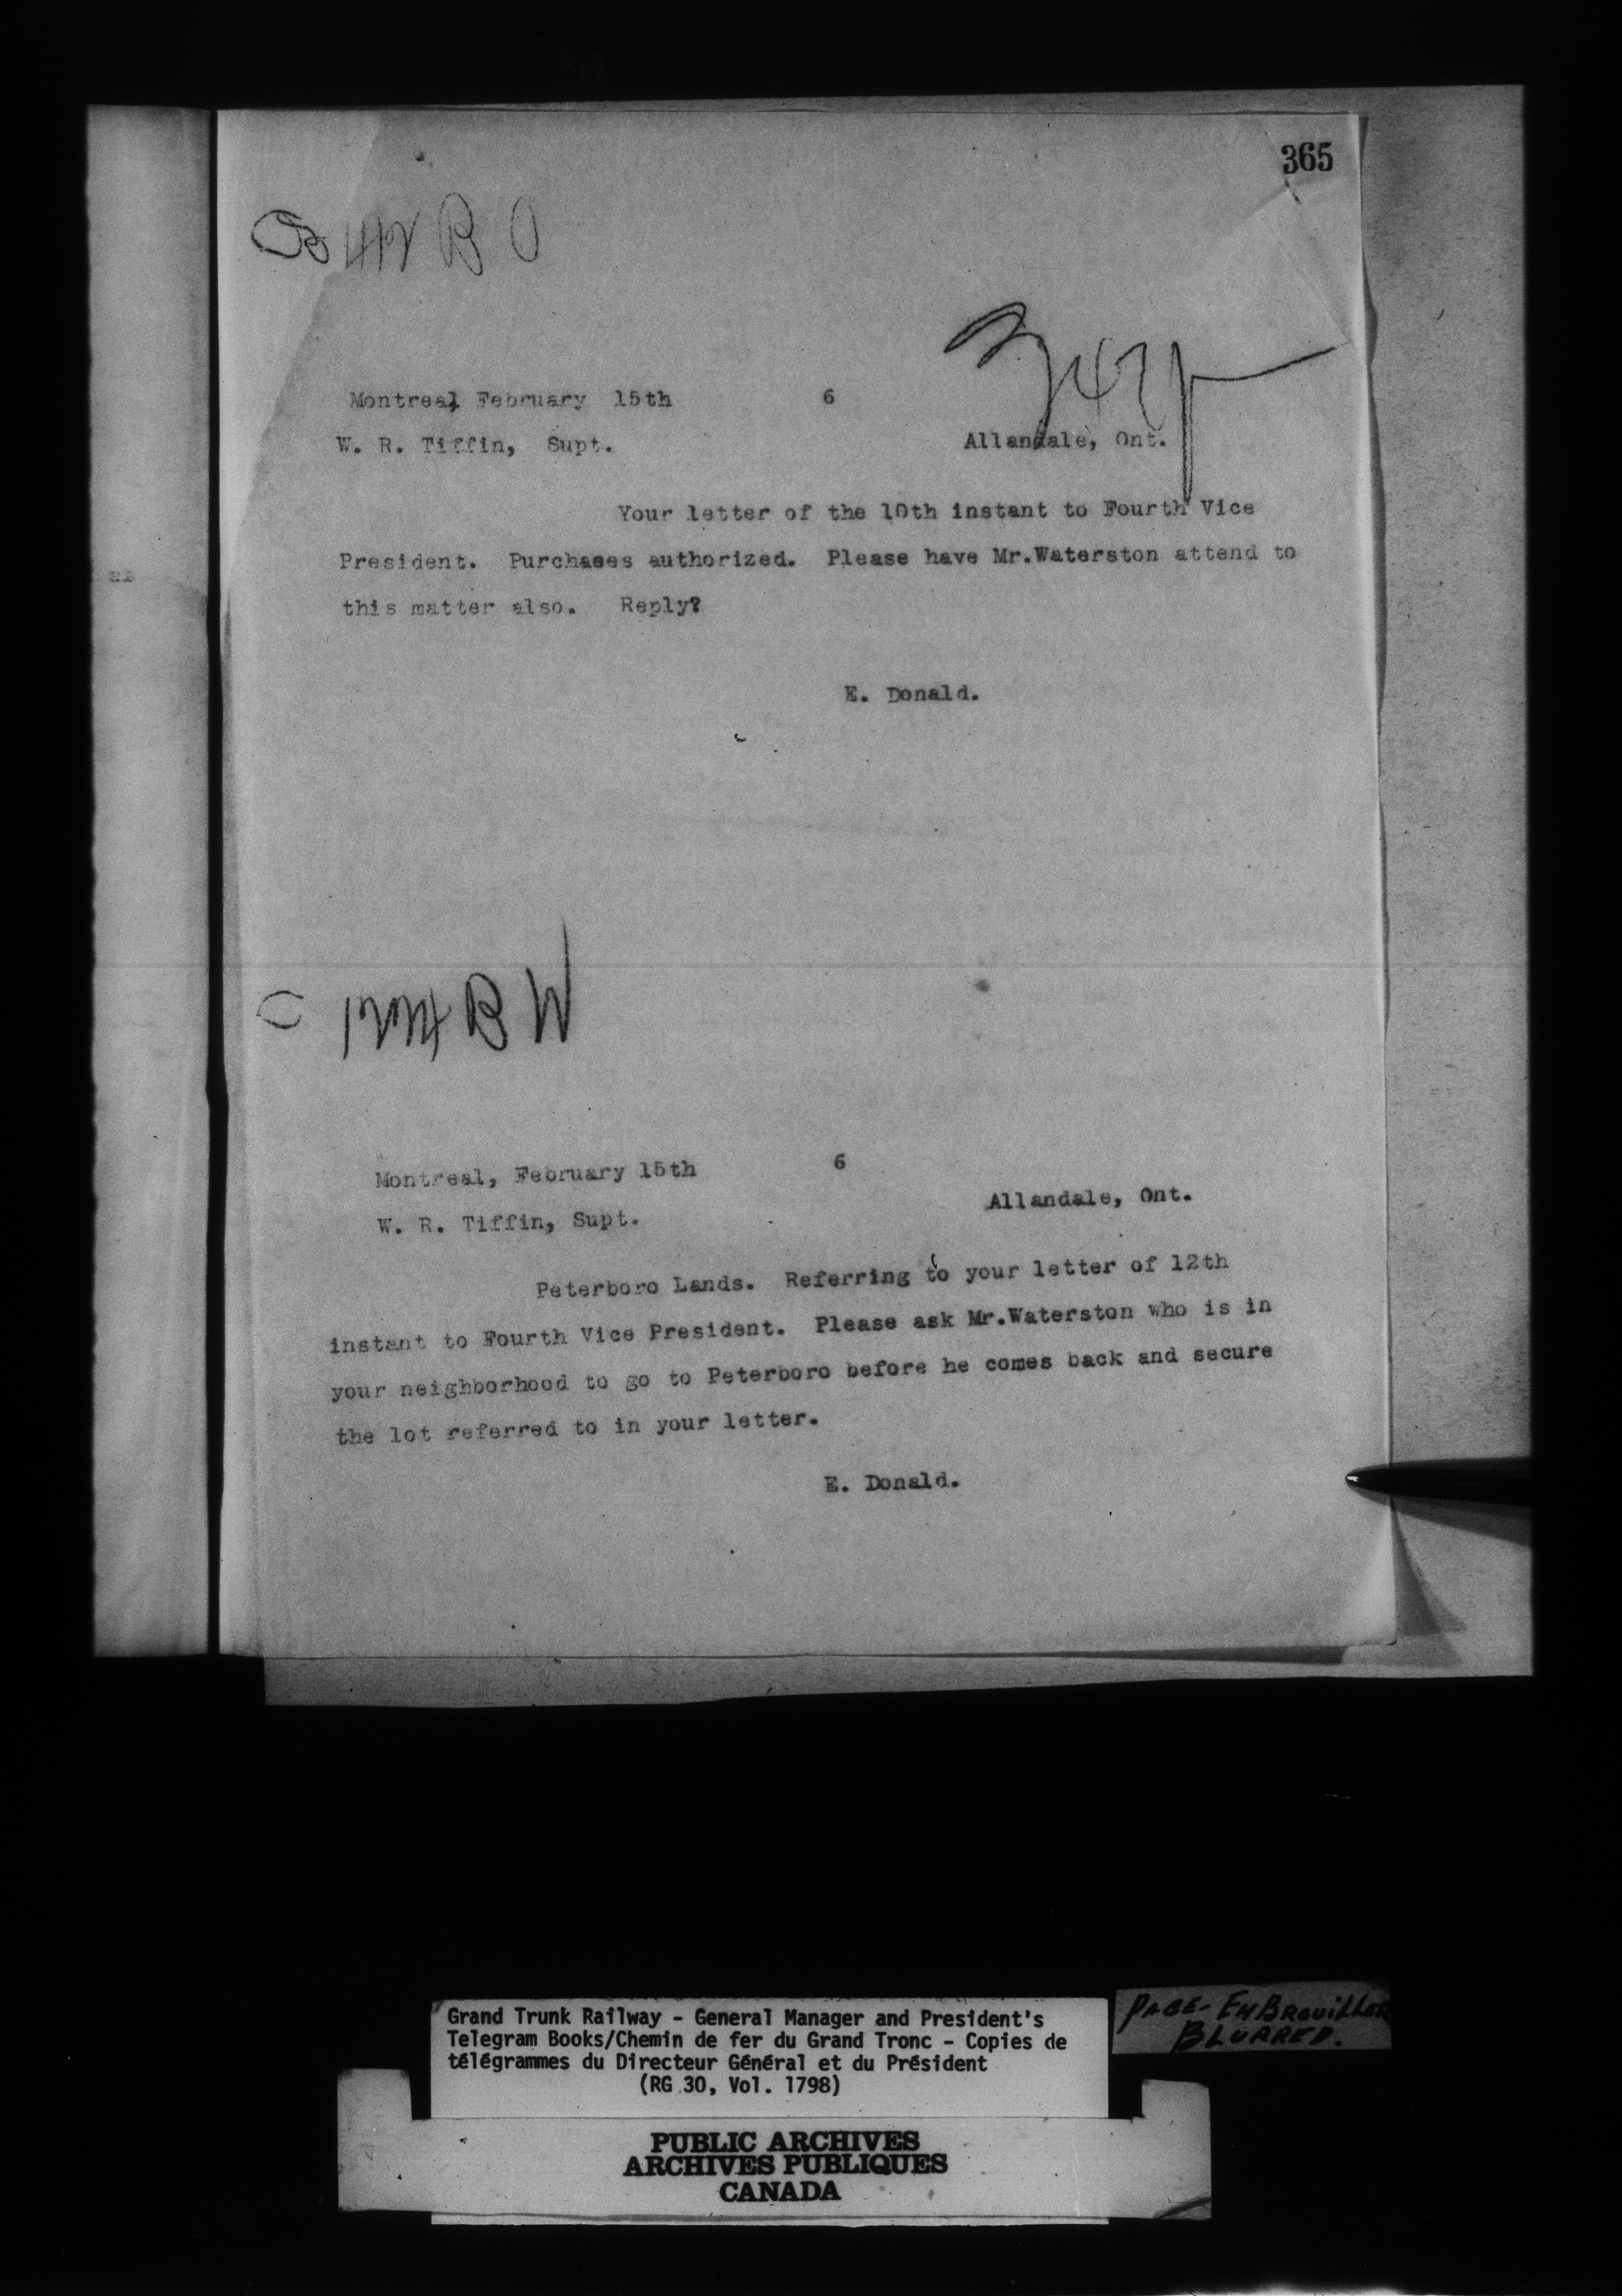 365
B O
Montreal, February 15th 6
W. R. Tiffin, Supt. Allandale, Ont.
Your letter of the 10th instant to Fourth Vice
President. Purchases authorized. Please have Mr.Waterston attend to
this matter also. Reply?
E. Donald.
B W
Montreal, February 15th 6
W. R. Tiffin, Supt. Allandale, Ont.
Peterboro Lands. Referring to your letter of 12th
instant to Fourth Vice President. Please ask Mr.Waterston who is in
your neighborhood to go to Peterboro before he comes back and secure
the lot referred to in your letter.
E. Donald.
Grand Trunk Railway - General Manager and President's
Telegram Books/Chemin de fer du Grand Tronc - Copies de
télégrammes du Directeur Général et du Président
(RG 30, Vol. 1798)
PAGE - EMBROUILLER
BLURRED.
PUBLIC ARCHIVES
ARCHIVES PUBLIQUES
CANADA